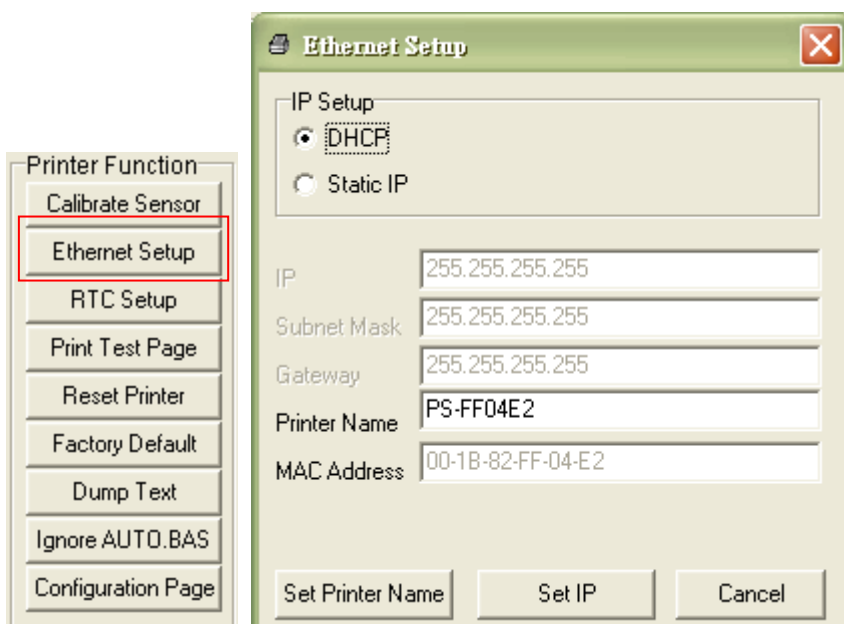 Printer Function
Calibrate Sensor
Ethernet Setup
RTC Setup
Print Test Page
Reset Printer
Factory Default
Dump Text
Ignore AUTO.BAS
Configuration Page
Ethernet Setup
IP Setup
DHCP
Static IP
IP 255.255.255.255
Subnet Mask 255.255.255.255
Gateway 255.255.255.255
Printer Name PS-FF04E2
MAC Address 00-1B-82-FF-04-E2
Set Printer Name Set IP Cancel